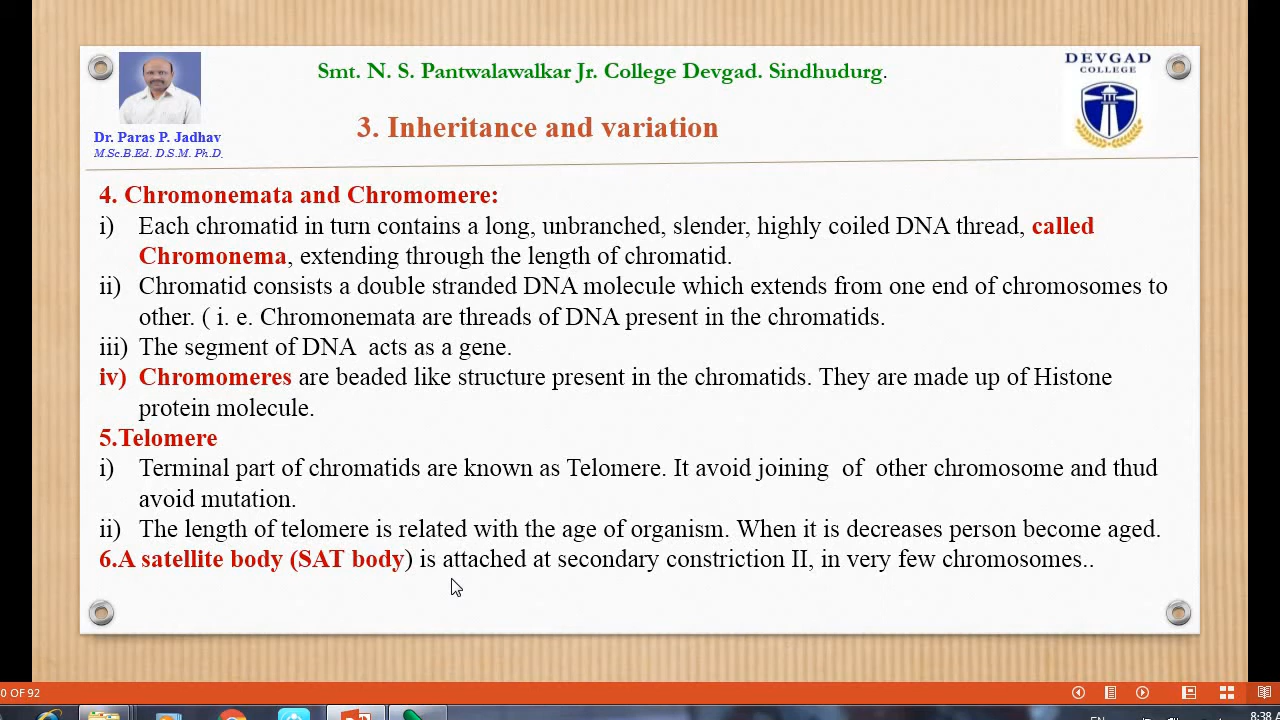 Smt. N. S. Pantwalawalkar Jr. College Devgad. Sindhudurg.
DEVGAD
COLLEGE
3. Inheritance and variation
Dr. Paras P. Jadhav
M.Sc.B.Ed. D.S.M. Ph.D.
4. Chromonemata and Chromomere:
i) Each chromatid in turn contains a long, unbranched, slender, highly coiled DNA thread, called
Chromonema, extending through the length of chromatid.
ii) Chromatid consists a double stranded DNA molecule which extends from one end of chromosomes to
other. ( i. e. Chromonemata are threads of DNA present in the chromatids.
iii) The segment of DNA acts as a gene.
iv) Chromomeres are beaded like structure present in the chromatids. They are made up of Histone
protein molecule.
5.Telomere
i) Terminal part of chromatids are known as Telomere. It avoid joining of other chromosome and thud
avoid mutation.
ii) The length of telomere is related with the age of organism. When it is decreases person become aged.
6.A satellite body (SAT body) is attached at secondary constriction II, in very few chromosomes..
0 OF 92
EN
8:38 A